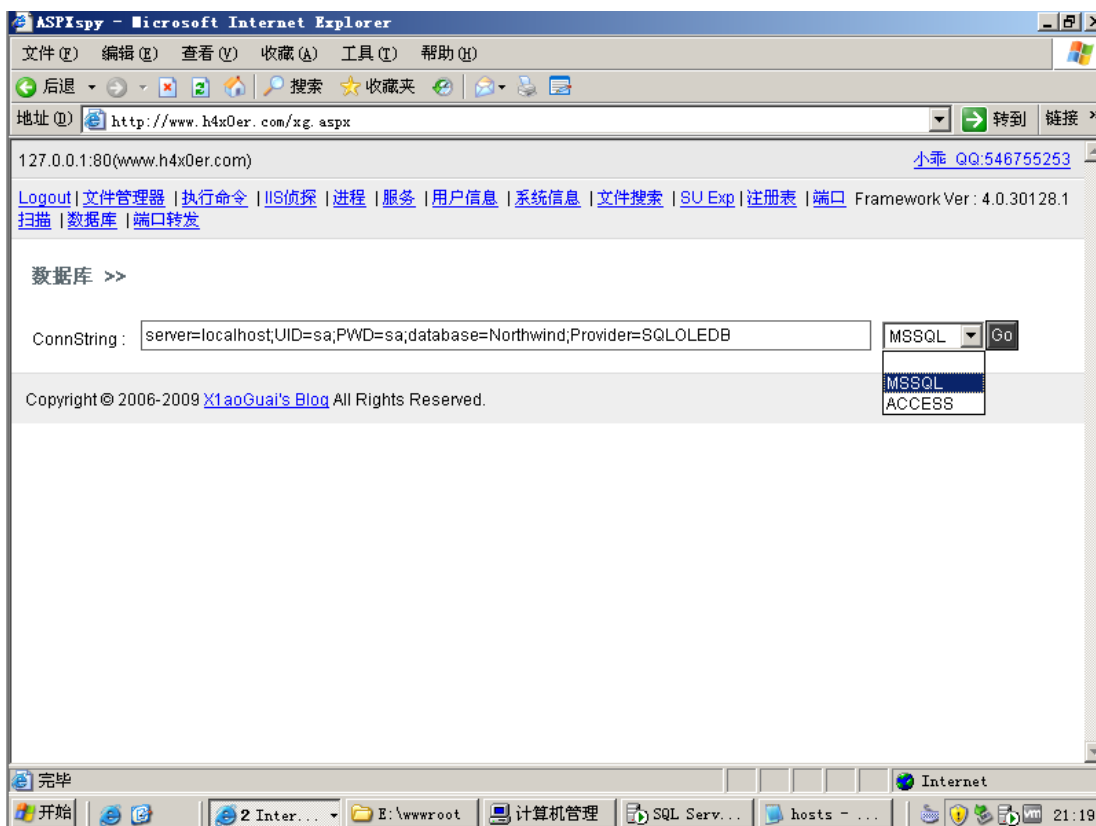 ASPXspy - Microsoft Internet Explorer
文件(F) 编辑(E) 查看(V) 收藏(A) 工具(T) 帮助(H)
后退 搜索 收藏夹
地址(D) http://www.h4x0er.com/xg.aspx 转到 链接
127.0.0.1:80(www.h4x0er.com) 小乖 QQ:546755253
Logout | 文件管理器 | 执行命令 | IIS侦探 | 进程 | 服务 | 用户信息 | 系统信息 | 文件搜索 | SU Exp | 注册表 | 端口 Framework Ver : 4.0.30128.1
扫描 | 数据库 | 端口转发
数据库 >>
ConnString : server=localhost;UID=sa;PWD=sa;database=Northwind;Provider=SQLOLEDB MSSQL Go
MSSQL
ACCESS
Copyright © 2006-2009 X1aoGuai's Blog All Rights Reserved.
完毕 Internet
开始 2 Inter... E:\wwwroot 计算机管理 SQL Serv... hosts - ... 21:19